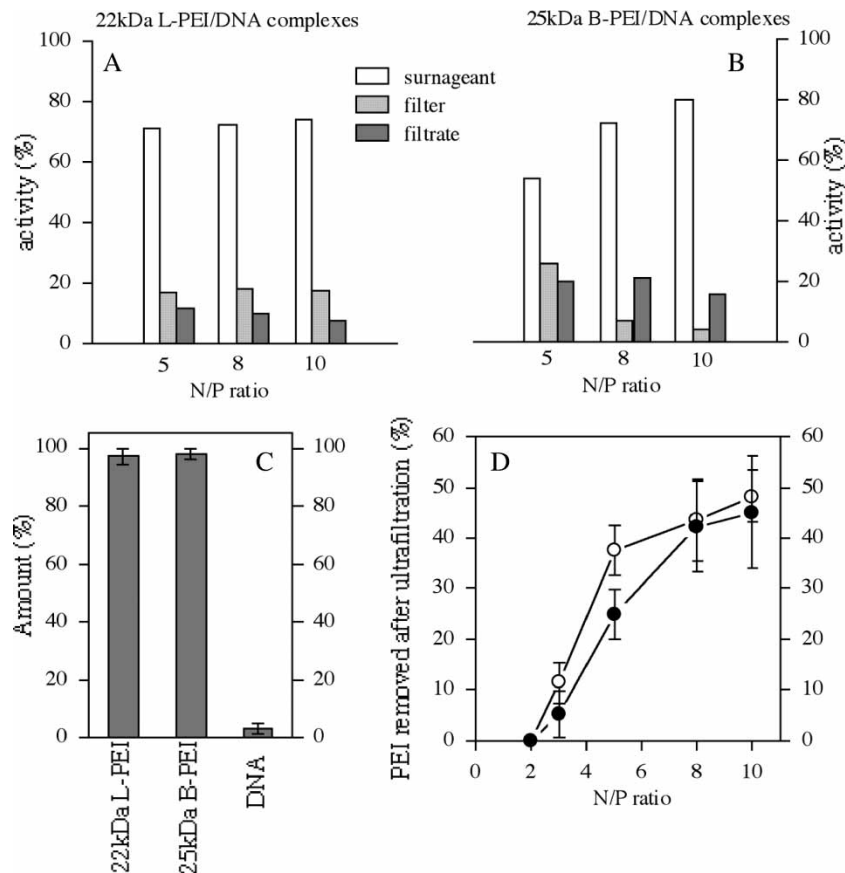 22kDa L-PEI/DNA complexes
25kDa B-PEI/DNA complexes
A
B
surnageant
filter
filtrate
activity (%)
100
80
60
40
20
0
5
8
10
N/P ratio
100
80
60
40
20
0
activity (%)
5
8
10
N/P ratio
C
Amount (%)
100
80
60
40
20
0
100
80
60
40
20
0
22kDa L-PEI
25kDa B-PEI
DNA
D
PEI removed after ultrafiltration (%)
60
50
40
30
20
10
0
60
50
40
30
20
10
0
0
2
4
6
8
10
N/P ratio